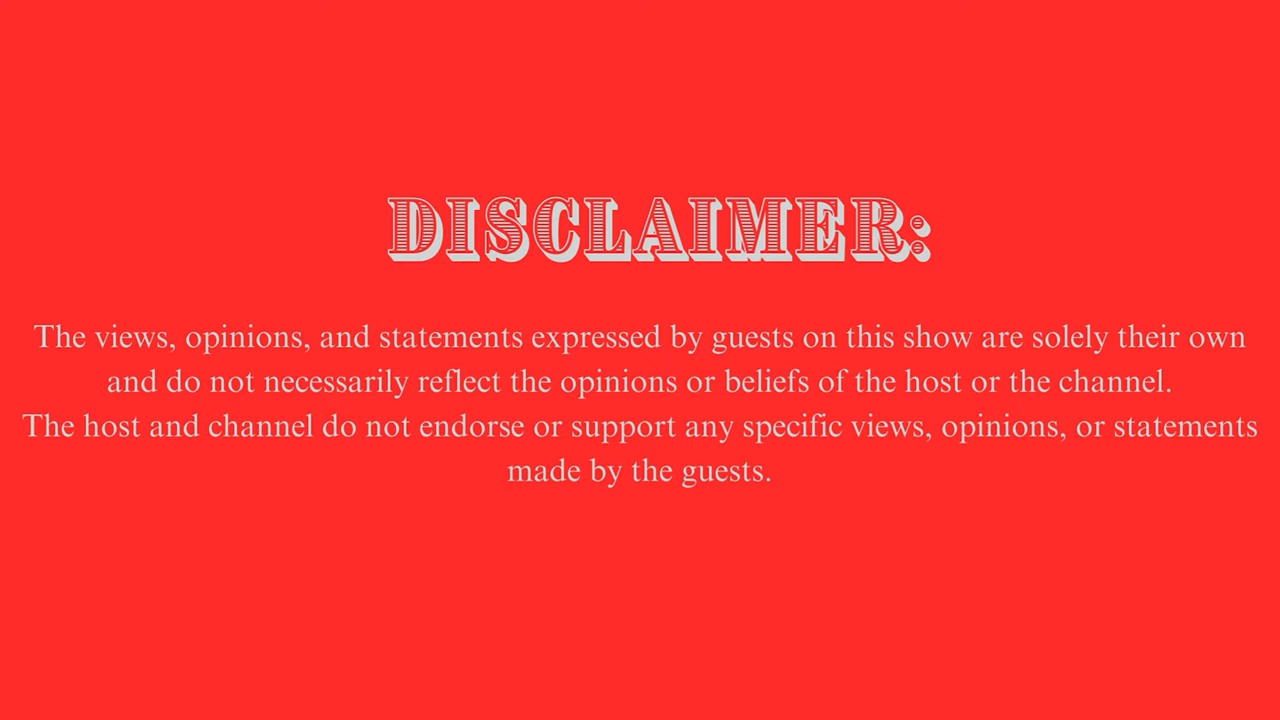 DISCLAIMER:
The views, opinions, and statements expressed by guests on this show are solely their own
and do not necessarily reflect the opinions or beliefs of the host or the channel.
The host and channel do not endorse or support any specific views, opinions, or statements
made by the guests.